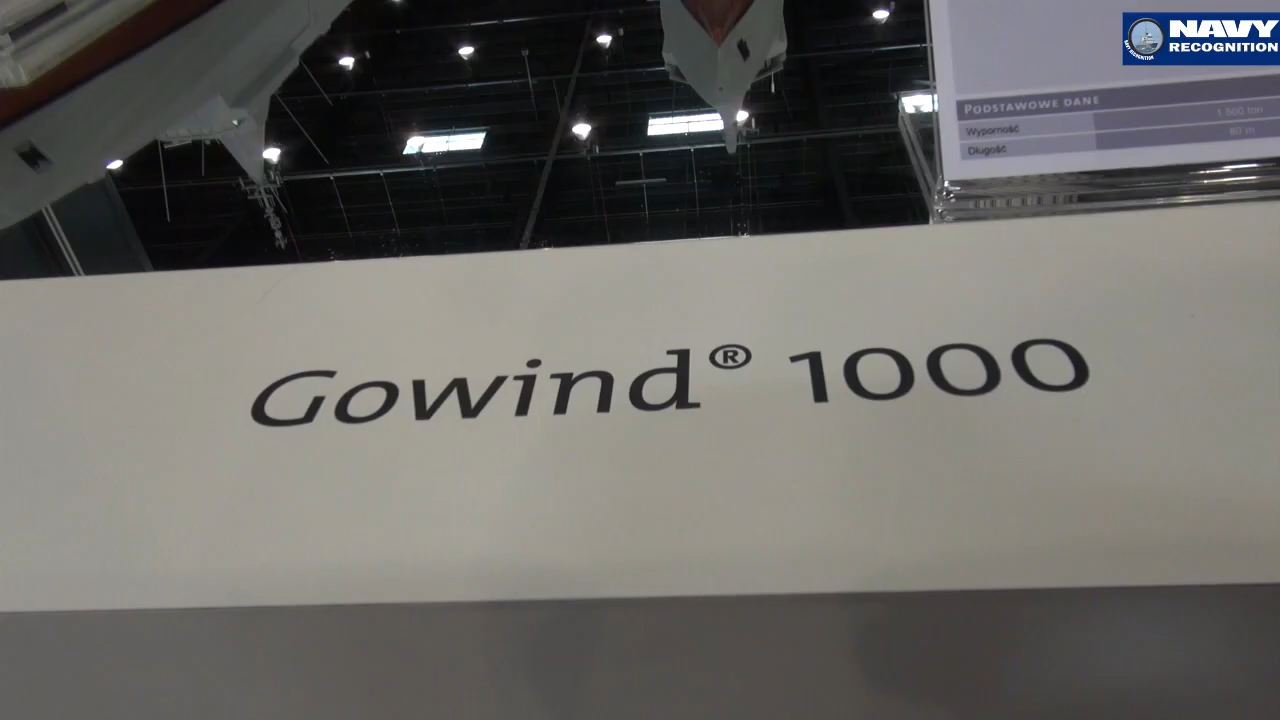 NAVY
RECOGNITION
PODSTAWOWE DANE
Wyporność 1 500 ton
Długość 80 m
Gowind® 1000